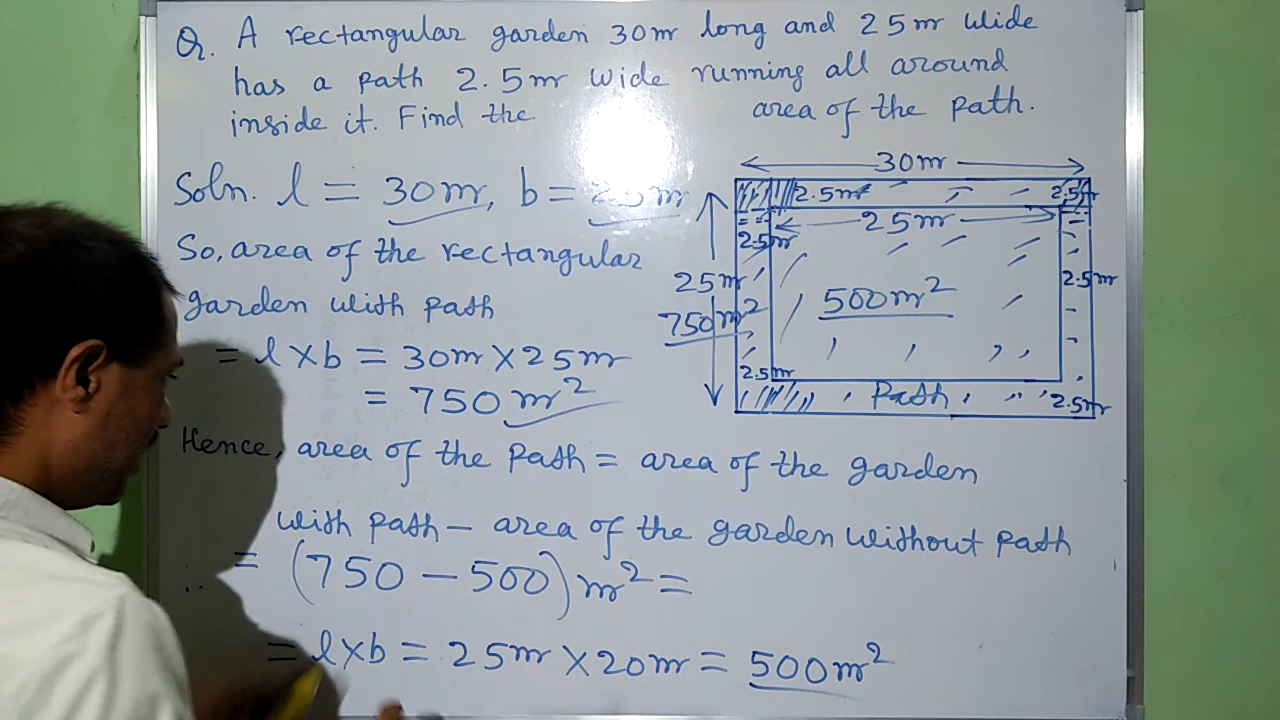 Q. A rectangular garden 30m long and 25m wide
has a path 2.5m wide running all around
inside it. Find the area of the path.
Soln. l = 30m, b = 25m
So, area of the rectangular
garden with path
= l × b = 30m × 25m
= 750m²
30m
2.5m 2.5m
25m
2.5m
25m 2.5m
500m²
750m²
2.5m
Path 2.5m
Hence, area of the path = area of the garden
with path – area of the garden without path
= (750 – 500)m² =
= l×b = 25m × 20m = 500m²